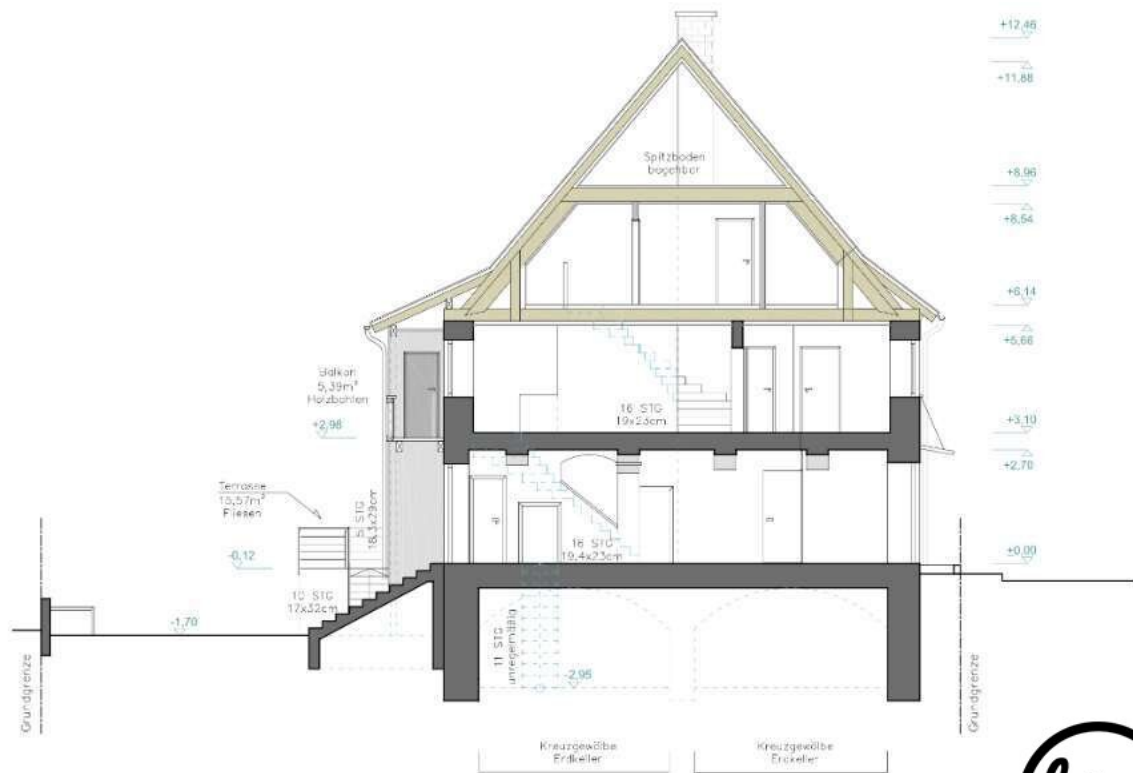 +12,46
+11,88
Spitzboden
begehbar
+8,96
+8,54
+6,14
+5,66
Balkon
5,39m²
Holzbohlen
+2,98
16 STG
19x23cm
+3,10
+2,70
Terrasse
15,57m²
Fliesen
5 STG
18,3x29cm
16 STG
19,4x23cm
-0,12
±0,00
10 STG
17x32cm
-1,70
11 STG
unregelmäßig
-2,95
Grundgrenze
Grundgrenze
Kreuzgewölbe
Erdkeller
Kreuzgewölbe
Erdkeller